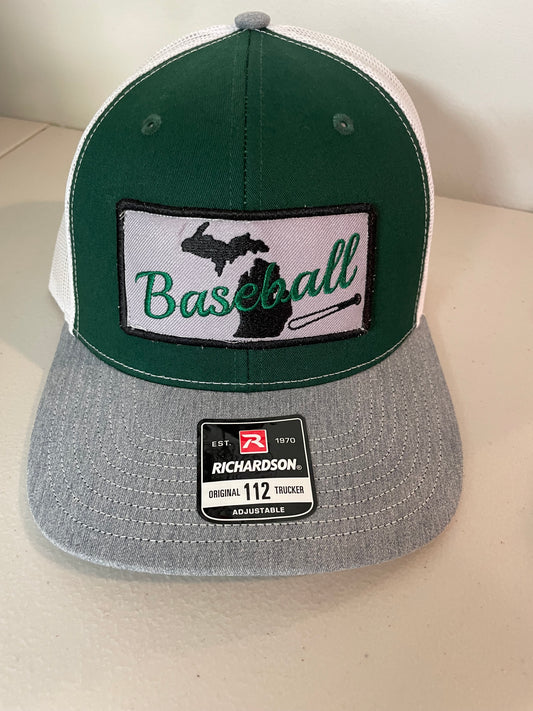 Baseball
EST. R 1970
RICHARDSON®
ORIGINAL 112 TRUCKER
ADJUSTABLE